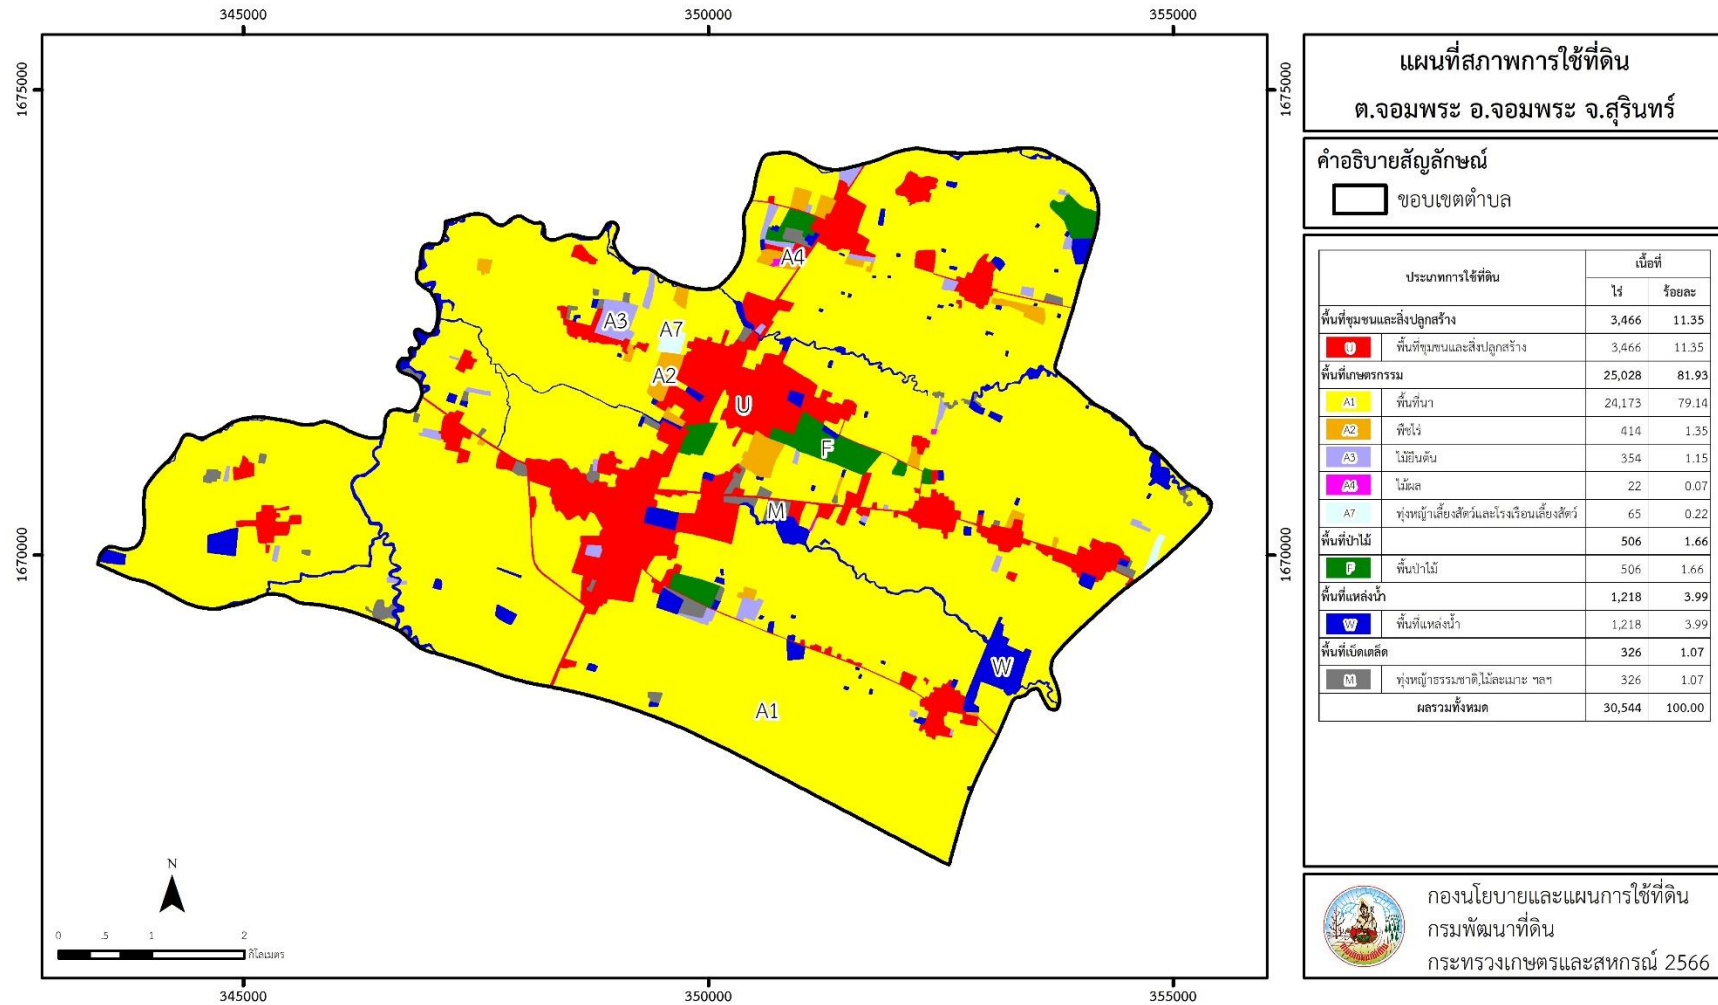 345000
350000
355000
1675000
1675000
1670000
1670000
A4
A3
A7
A2
U
F
M
W
A1
N
0 .5 1 2
กิโลเมตร
345000
350000
355000
แผนที่สภาพการใช้ที่ดิน
ต.จอมพระ อ.จอมพระ จ.สุรินทร์
คำอธิบายสัญลักษณ์
ขอบเขตตำบล
ประเภทการใช้ที่ดิน เนื้อที่
ไร่ ร้อยละ
พื้นที่ชุมชนและสิ่งปลูกสร้าง 3,466 11.35
U พื้นที่ชุมชนและสิ่งปลูกสร้าง 3,466 11.35
พื้นที่เกษตรกรรม 25,028 81.93
A1 พื้นที่นา 24,173 79.14
A2 พืชไร่ 414 1.35
A3 ไม้ยืนต้น 354 1.15
A4 ไม้ผล 22 0.07
A7 ทุ่งหญ้าเลี้ยงสัตว์และโรงเรือนเลี้ยงสัตว์ 65 0.22
พื้นที่ป่าไม้ 506 1.66
F พื้นป่าไม้ 506 1.66
พื้นที่แหล่งน้ำ 1,218 3.99
W พื้นที่แหล่งน้ำ 1,218 3.99
พื้นที่เบ็ดเตล็ด 326 1.07
M ทุ่งหญ้าธรรมชาติ,ไม้ละเมาะ ฯลฯ 326 1.07
ผลรวมทั้งหมด 30,544 100.00
กองนโยบายและแผนการใช้ที่ดิน
กรมพัฒนาที่ดิน
กระทรวงเกษตรและสหกรณ์ 2566